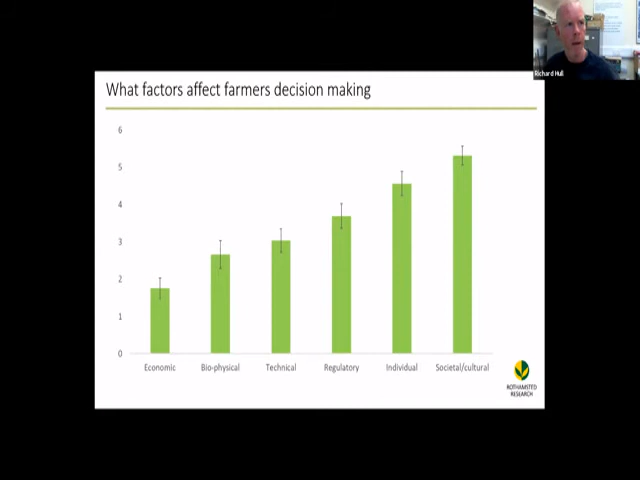 Richard Hull
What factors affect farmers decision making
6
5
4
3
2
1
0
Economic
Bio-physical
Technical
Regulatory
Individual
Societal/cultural
ROTHAMSTED
RESEARCH